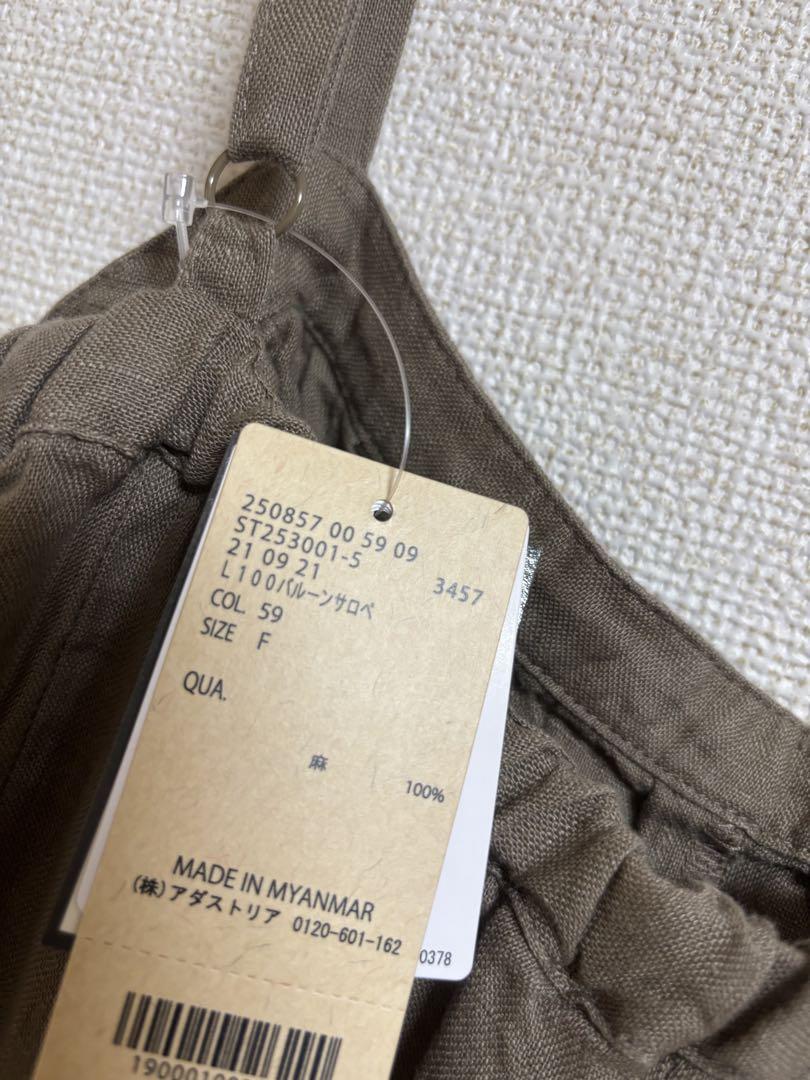 250857 00 59 09
ST253001-5
21 09 21 3457
L100バルーンサロペ
COL. 59
SIZE F
QUA.
麻 100%
MADE IN MYANMAR
(株)アダストリア 0120-601-162
0378